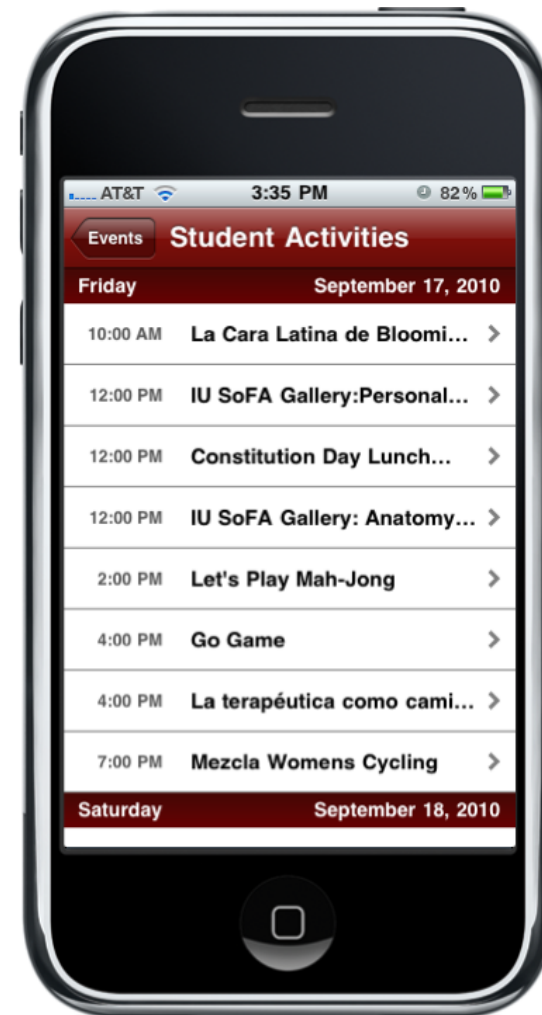 AT&T 3:35 PM 82%
Events Student Activities
Friday September 17, 2010
10:00 AM La Cara Latina de Bloomi...
12:00 PM IU SoFA Gallery:Personal...
12:00 PM Constitution Day Lunch...
12:00 PM IU SoFA Gallery: Anatomy...
2:00 PM Let's Play Mah-Jong
4:00 PM Go Game
4:00 PM La terapéutica como cami...
7:00 PM Mezcla Womens Cycling
Saturday September 18, 2010